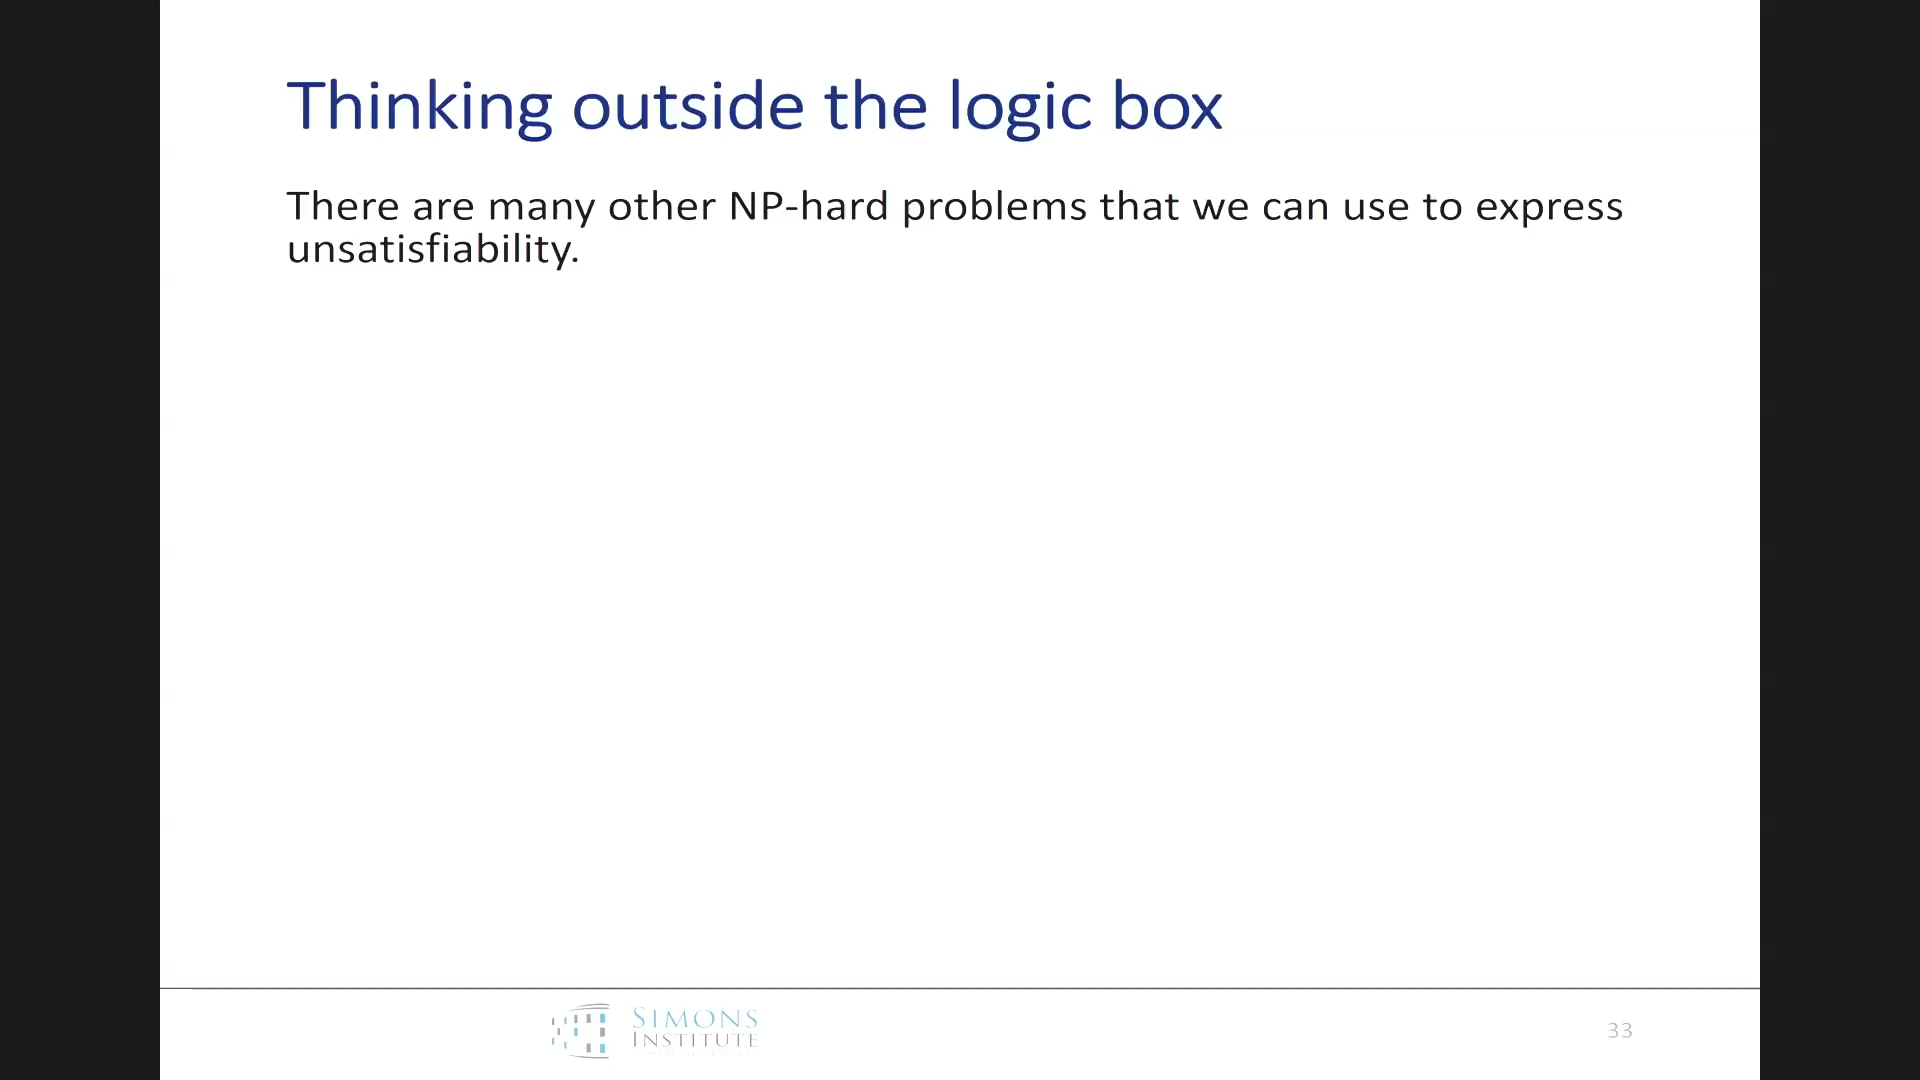 Thinking outside the logic box
There are many other NP-hard problems that we can use to express
unsatisfiability.
SIMONS
INSTITUTE
33